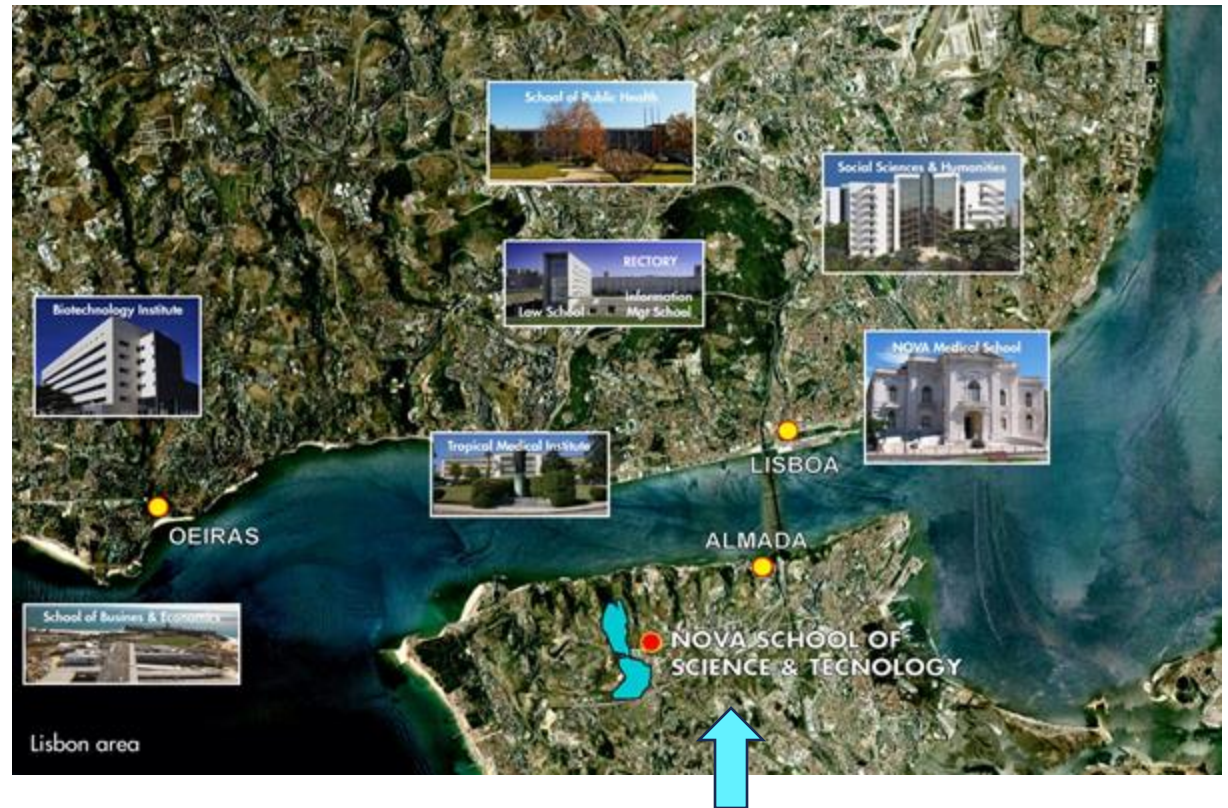 School of Public Health
Social Sciences & Humanities
RECTORY
Information
Law School Mgt School
Biotechnology Institute
NOVA Medical School
Tropical Medical Institute
LISBOA
OEIRAS
ALMADA
School of Busines & Economics
NOVA SCHOOL OF
SCIENCE & TECNOLOGY
Lisbon area